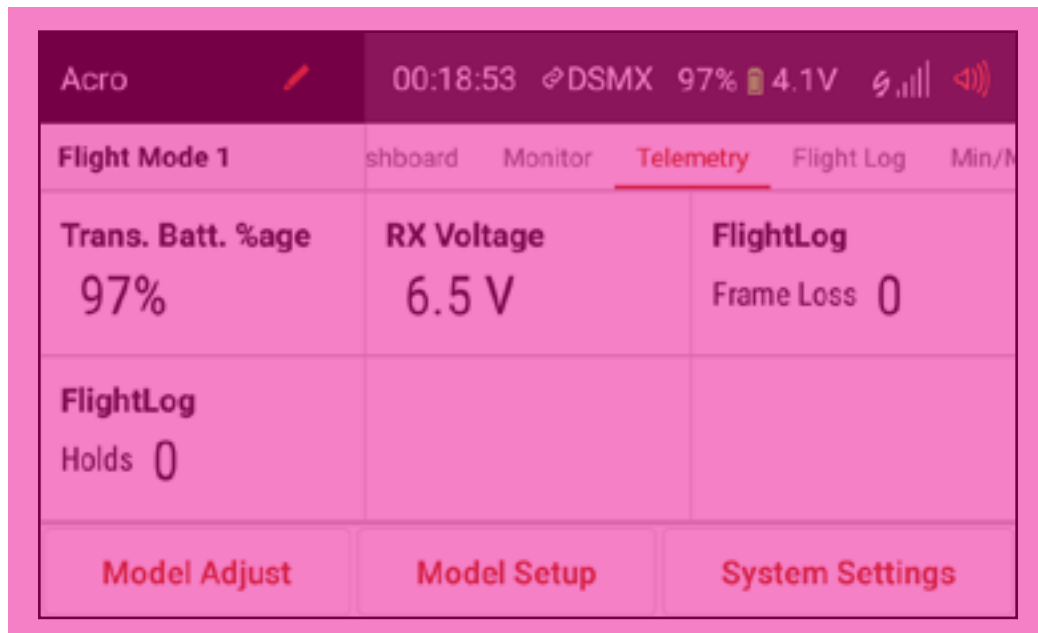 Acro 00:18:53 DSMX 97% 4.1V
Flight Mode 1 shboard Monitor Telemetry Flight Log Min/M
Trans. Batt. %age RX Voltage FlightLog
97% 6.5 V Frame Loss 0
FlightLog
Holds 0
Model Adjust Model Setup System Settings